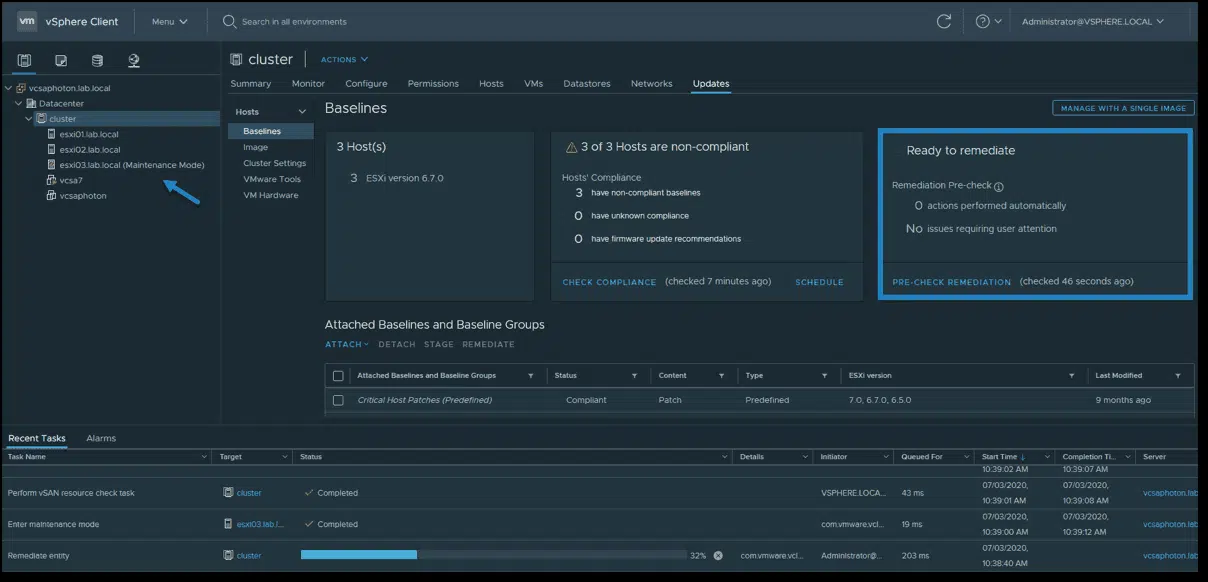 vm vSphere Client Menu Search in all environments Administrator@VSPHERE.LOCAL
cluster ACTIONS
Summary Monitor Configure Permissions Hosts VMs Datastores Networks Updates
vcsaphoton.lab.local
Datacenter
cluster
esxi01.lab.local
esxi02.lab.local
esxi03.lab.local (Maintenance Mode)
vcsa7
vcsaphoton
Hosts
Baselines
Image
Cluster Settings
VMware Tools
VM Hardware
Baselines
MANAGE WITH A SINGLE IMAGE
3 Host(s)
3 ESXi version 6.7.0
3 of 3 Hosts are non-compliant
Hosts' Compliance
3 have non-compliant baselines
0 have unknown compliance
0 have firmware update recommendations
CHECK COMPLIANCE (checked 7 minutes ago) SCHEDULE
Ready to remediate
Remediation Pre-check
0 actions performed automatically
No issues requiring user attention
PRE-CHECK REMEDIATION (checked 46 seconds ago)
Attached Baselines and Baseline Groups
ATTACH DETACH STAGE REMEDIATE
Attached Baselines and Baseline Groups Status Content Type ESXi version Last Modified
Critical Host Patches (Predefined) Compliant Patch Predefined 7.0, 6.7.0, 6.5.0 9 months ago
Recent Tasks Alarms
Task Name Target Status Details Initiator Queued For Start Time Completion Ti... Server
10:39:02 AM 10:39:07 AM
Perform vSAN resource check task cluster Completed VSPHERE.LOCA... 43 ms 07/03/2020, 10:39:01 AM 07/03/2020, 10:39:08 AM vcsaphoton.lab
Enter maintenance mode esxi03.lab.l... Completed com.vmware.vcl... 19 ms 07/03/2020, 10:39:00 AM 07/03/2020, 10:39:12 AM vcsaphoton.lab
Remediate entity cluster 32% com.vmware.vcl... Administrator@... 203 ms 07/03/2020, 10:38:40 AM vcsaphoton.lab